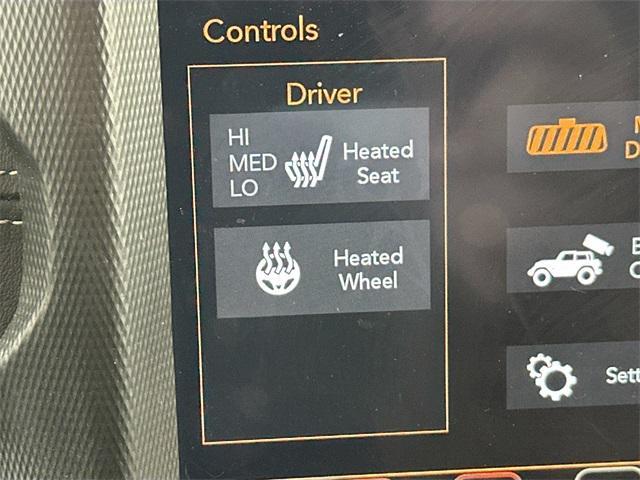 Controls
Driver
HI
MED
LO
Heated
Seat
Heated
Wheel